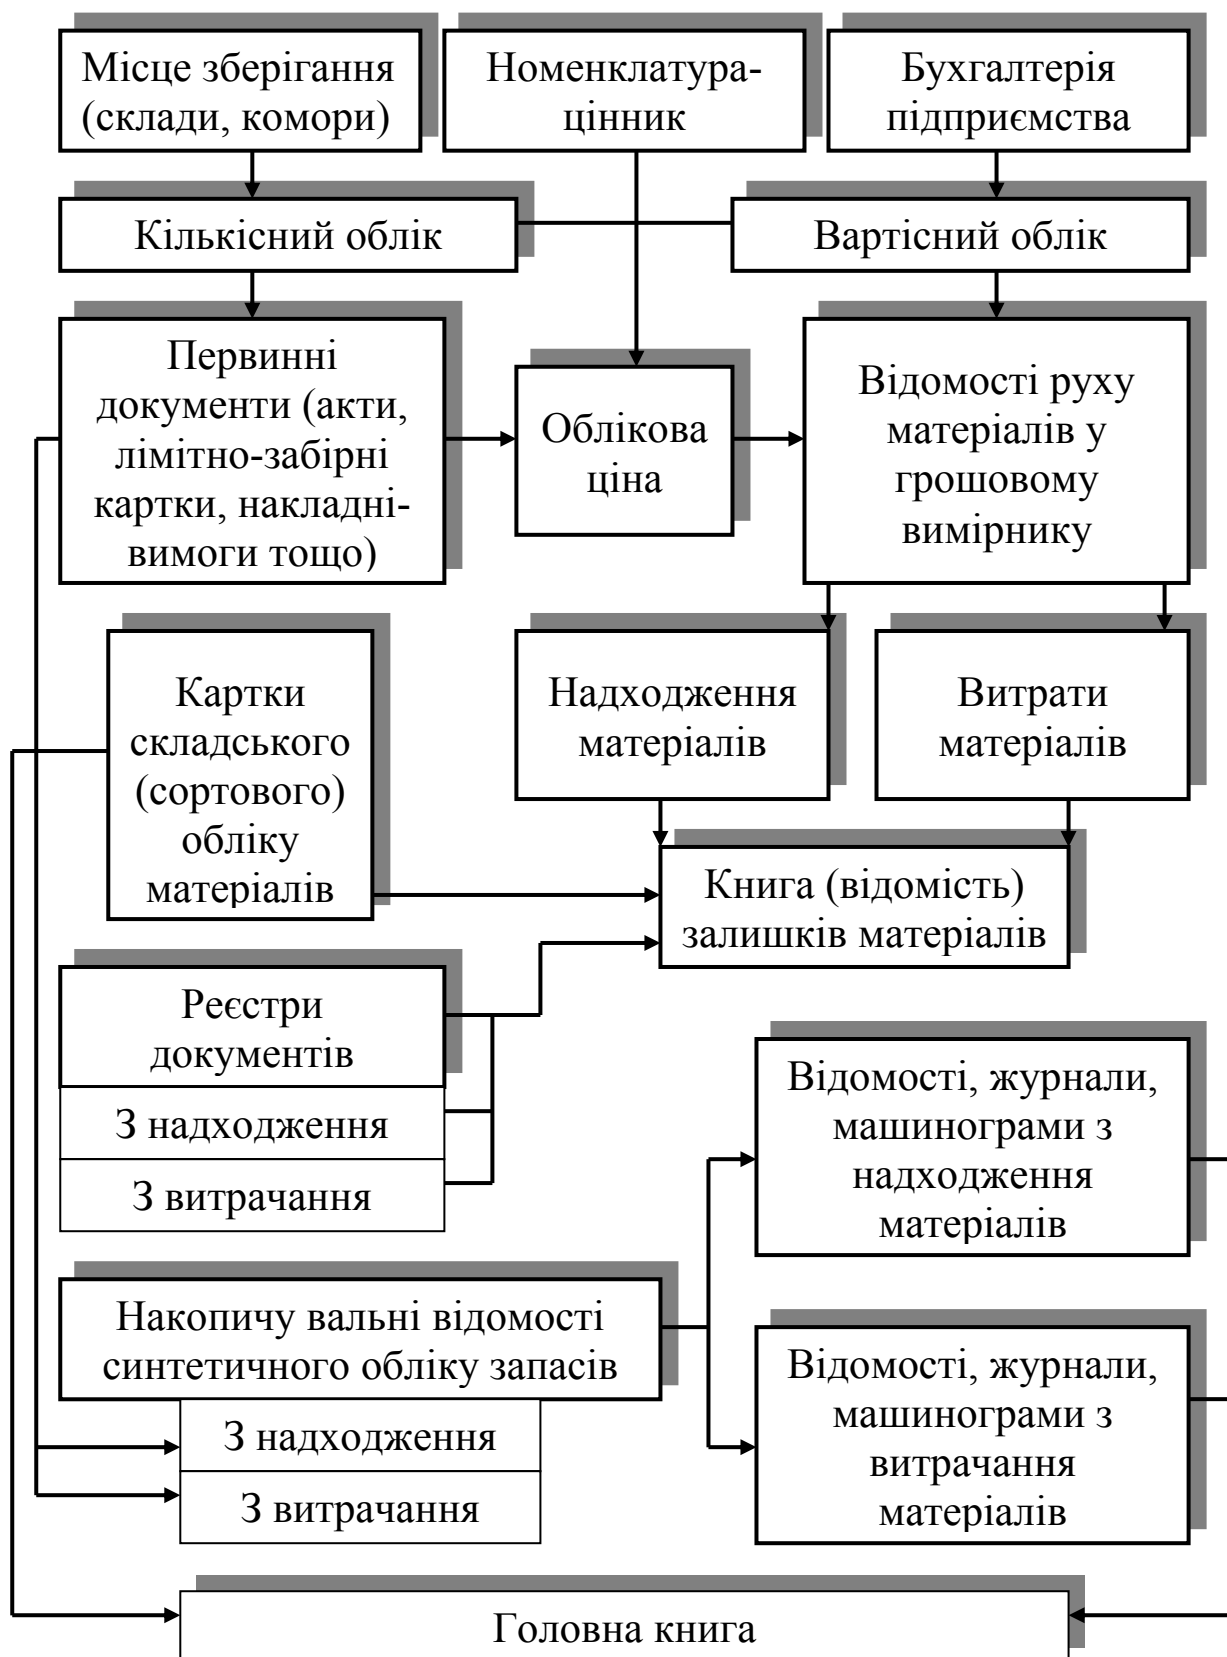 Місце зберігання
(склади, комори)
Номенклатура-
цінник
Бухгалтерія
підприємства
Кількісний облік
Вартісний облік
Первинні
документи (акти,
лімітно-забірні
картки, накладні-
вимоги тощо)
Облікова
ціна
Відомості руху
матеріалів у
грошовому
вимірнику
Картки
складського
(сортового)
обліку
матеріалів
Надходження
матеріалів
Витрати
матеріалів
Книга (відомість)
залишків матеріалів
Реєстри
документів
З надходження
З витрачання
Відомості, журнали,
машинограми з
надходження
матеріалів
Накопичу вальні відомості
синтетичного обліку запасів
З надходження
З витрачання
Відомості, журнали,
машинограми з
витрачання
матеріалів
Головна книга